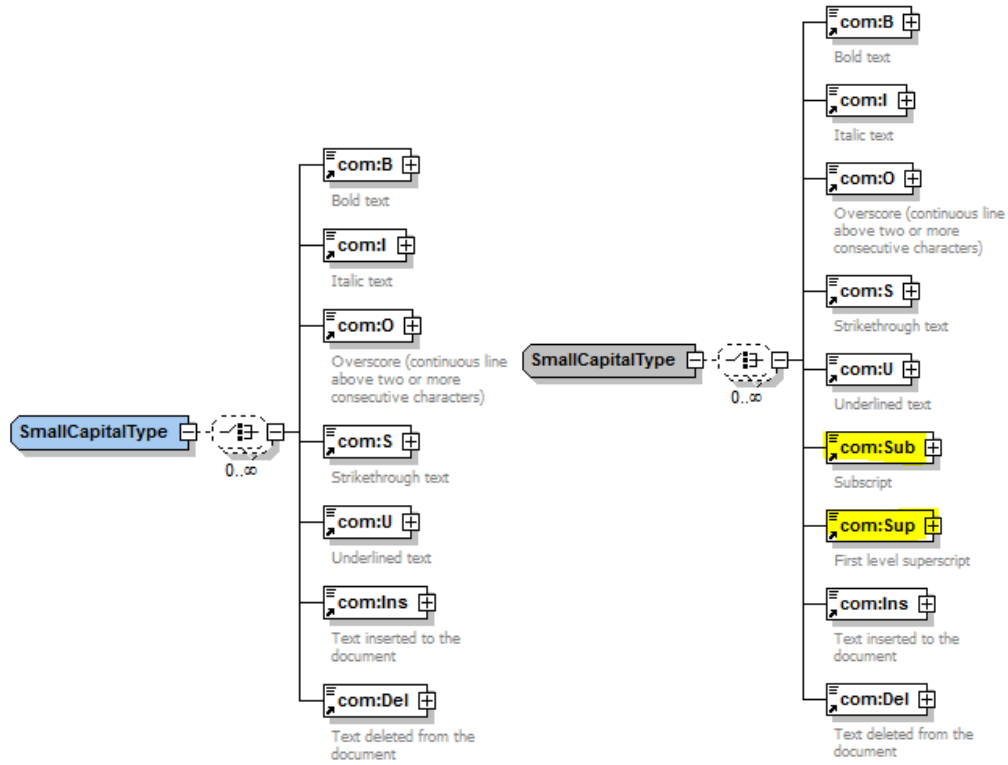 SmallCapitalType
0..∞
com:B
Bold text
com:I
Italic text
com:O
Overscore (continuous line
above two or more
consecutive characters)
com:S
Strikethrough text
com:U
Underlined text
com:Ins
Text inserted to the
document
com:Del
Text deleted from the
document
SmallCapitalType
0..∞
com:B
Bold text
com:I
Italic text
com:O
Overscore (continuous line
above two or more
consecutive characters)
com:S
Strikethrough text
com:U
Underlined text
com:Sub
Subscript
com:Sup
First level superscript
com:Ins
Text inserted to the
document
com:Del
Text deleted from the
document